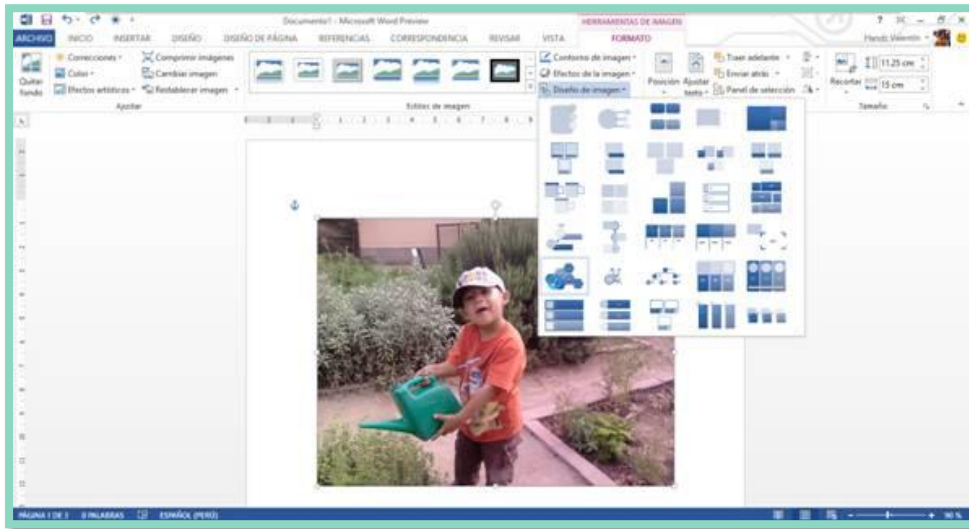 Documento1 - Microsoft Word Preview
HERRAMIENTAS DE IMAGEN
ARCHIVO INICIO INSERTAR DISEÑO DISEÑO DE PÁGINA REFERENCIAS CORRESPONDENCIA REVISAR VISTA FORMATO
Quitar fondo
Correcciones
Color
Efectos artísticos
Comprimir imágenes
Cambiar imagen
Restablecer imagen
Ajustar
Estilos de imagen
Contorno de imagen
Efectos de la imagen
Diseño de imagen
Posición
Ajustar texto
Traer adelante
Enviar atrás
Panel de selección
Recortar
11.25 cm
15 cm
Tamaño
PÁGINA 1 DE 1 0 PALABRAS ESPAÑOL (PERÚ)
90 %